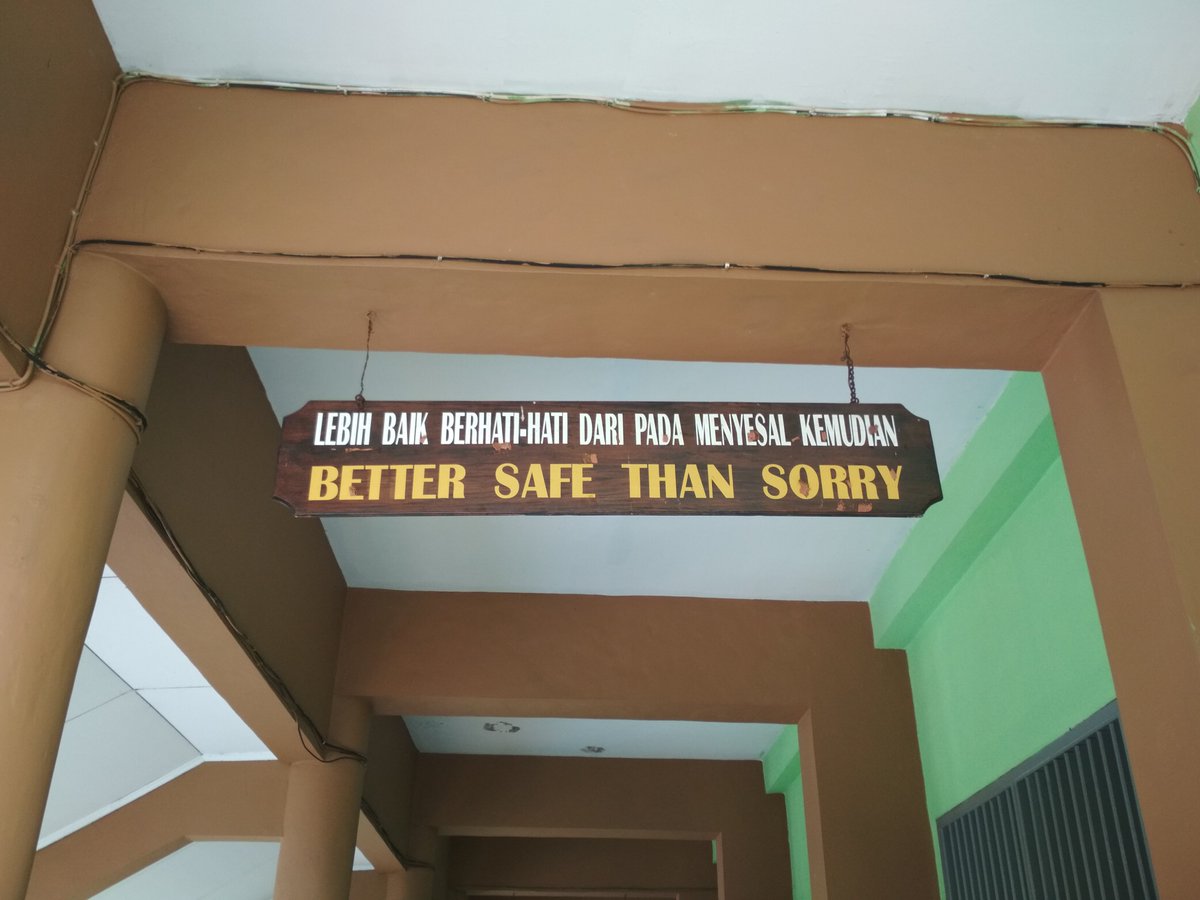 LEBIH BAIK BERHATI-HATI DARI PADA MENYESAL KEMUDIAN
BETTER SAFE THAN SORRY